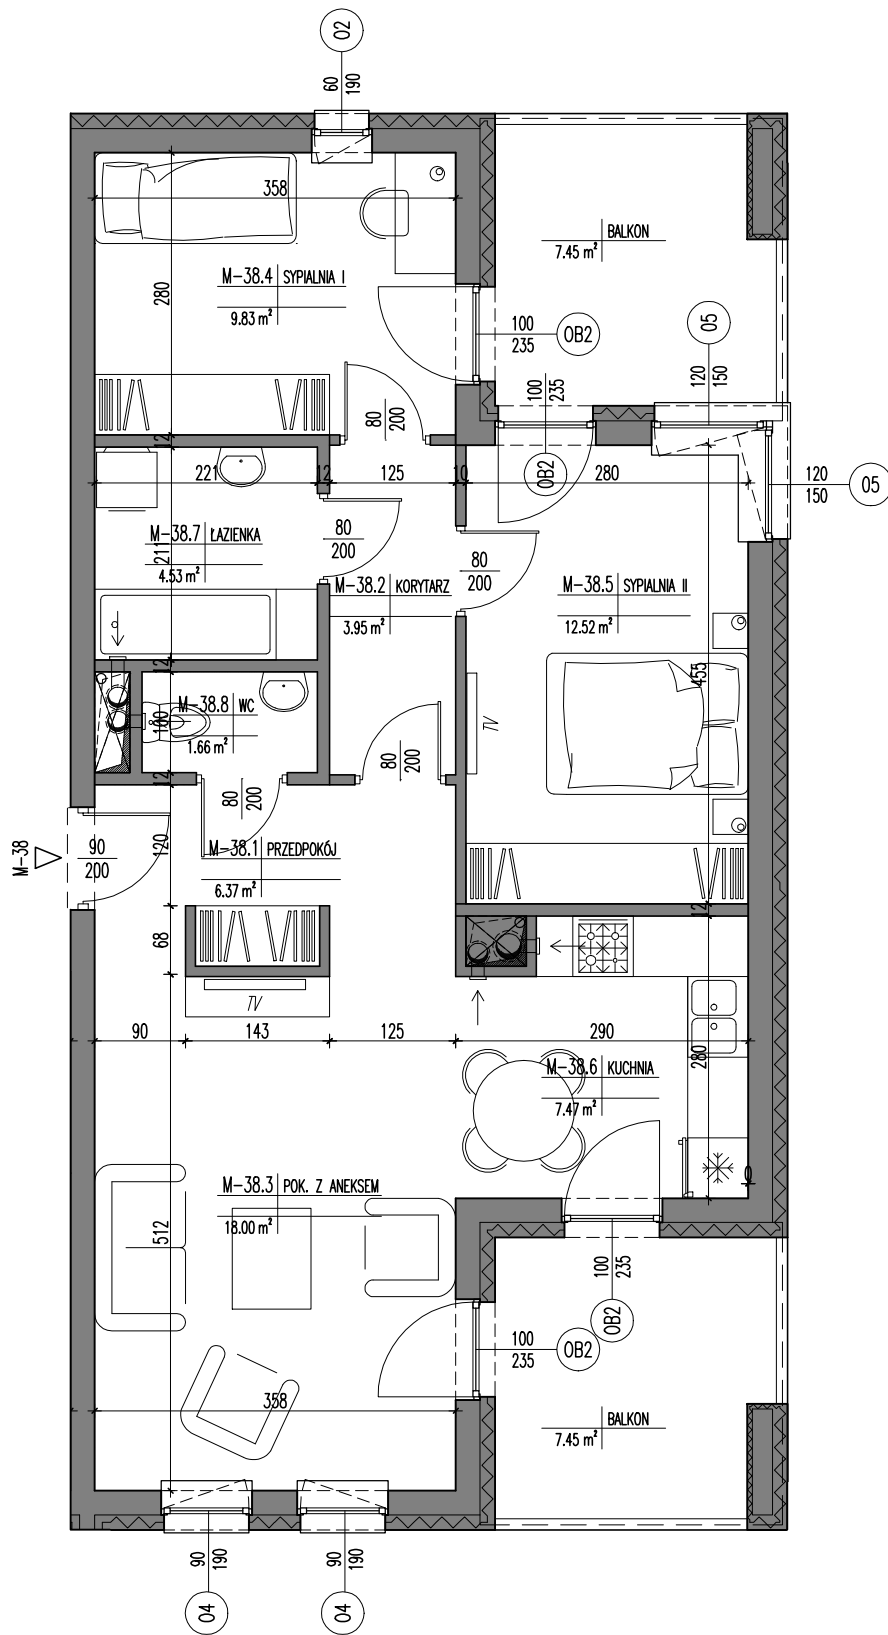 02
60
190
358
BALKON
7.45 m²
M-38.4 SYPIALNIA I
9.83 m²
280
100
235
OB2
05
120
150
100
235
80
200
12
221
12
125
10
OB2
280
120
150
05
M-38.7 ŁAZIENKA
4.53 m²
211
80
200
80
200
M-38.2 KORYTARZ
3.95 m²
M-38.5 SYPIALNIA II
12.52 m²
12
455
M-38.8 WC
1.66 m²
100
TV
12
80
200
80
200
M-38
90
200
120
M-38.1 PRZEDPOKÓJ
6.37 m²
12
68
TV
90
143
125
290
280
M-38.6 KUCHNIA
7.47 m²
M-38.3 POK. Z ANEKSEM
18.00 m²
512
100
235
OB2
100
235
OB2
358
BALKON
7.45 m²
90
190
90
190
04
04